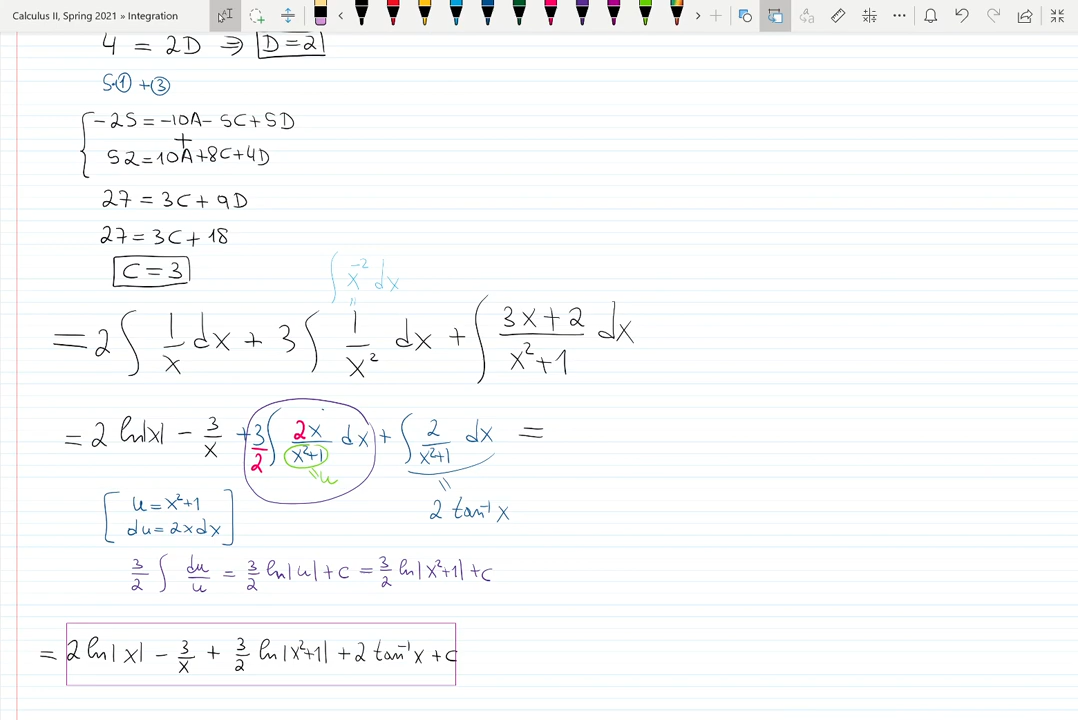 Calculus II, Spring 2021 » Integration
4 = 2D ⇒ D=2
5·① + ③
-25 = -10A - 5C + 5D
+
52 = 10A + 8C + 4D
27 = 3C + 9D
27 = 3C + 18
C = 3
∫ x⁻² dx
=
= 2 ∫ 1/x dx + 3 ∫ 1/x² dx + ∫ (3x+2)/(x²+1) dx
= 2 ln|x| - 3/x + 3/2 ∫ 2x/(x²+1) dx + ∫ 2/(x²+1) dx =
= u
=
u = x²+1
du = 2x dx
2 tan⁻¹ x
3/2 ∫ du/u = 3/2 ln|u| + C = 3/2 ln|x²+1| + C
= 2 ln|x| - 3/x + 3/2 ln|x²+1| + 2 tan⁻¹ x + C